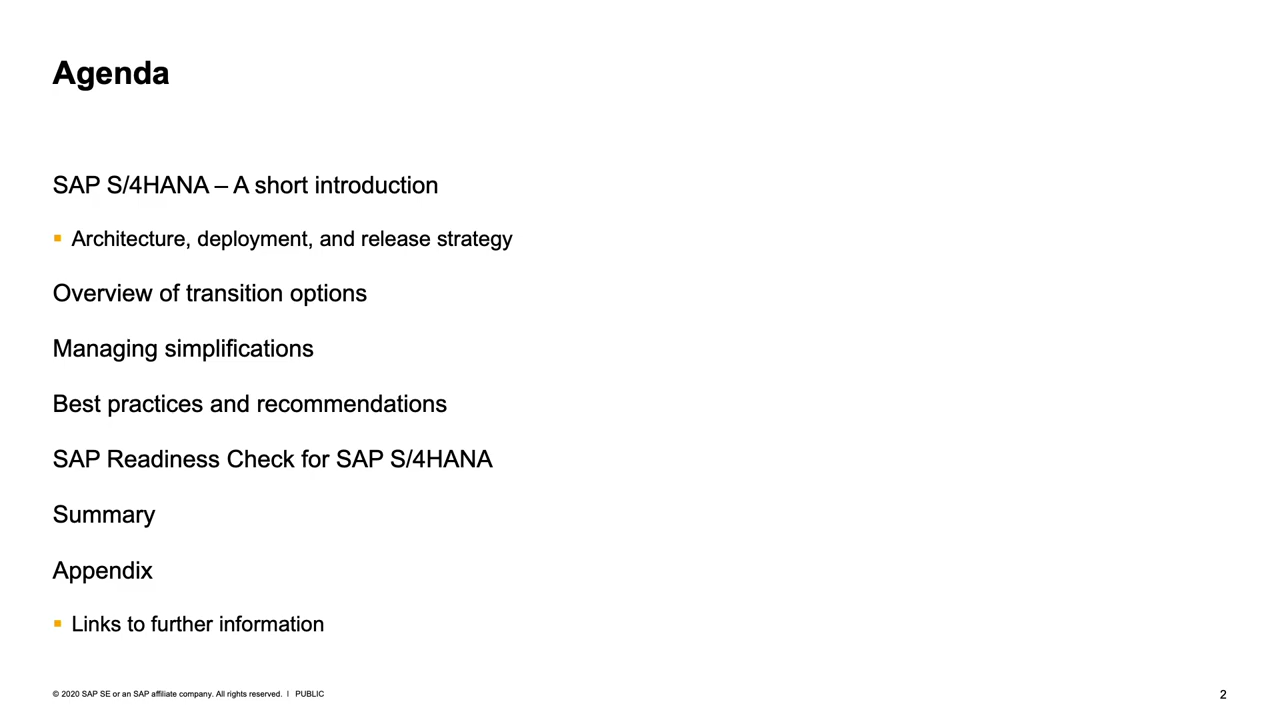 Agenda
SAP S/4HANA – A short introduction
▪ Architecture, deployment, and release strategy
Overview of transition options
Managing simplifications
Best practices and recommendations
SAP Readiness Check for SAP S/4HANA
Summary
Appendix
▪ Links to further information
© 2020 SAP SE or an SAP affiliate company. All rights reserved. ǀ PUBLIC
2